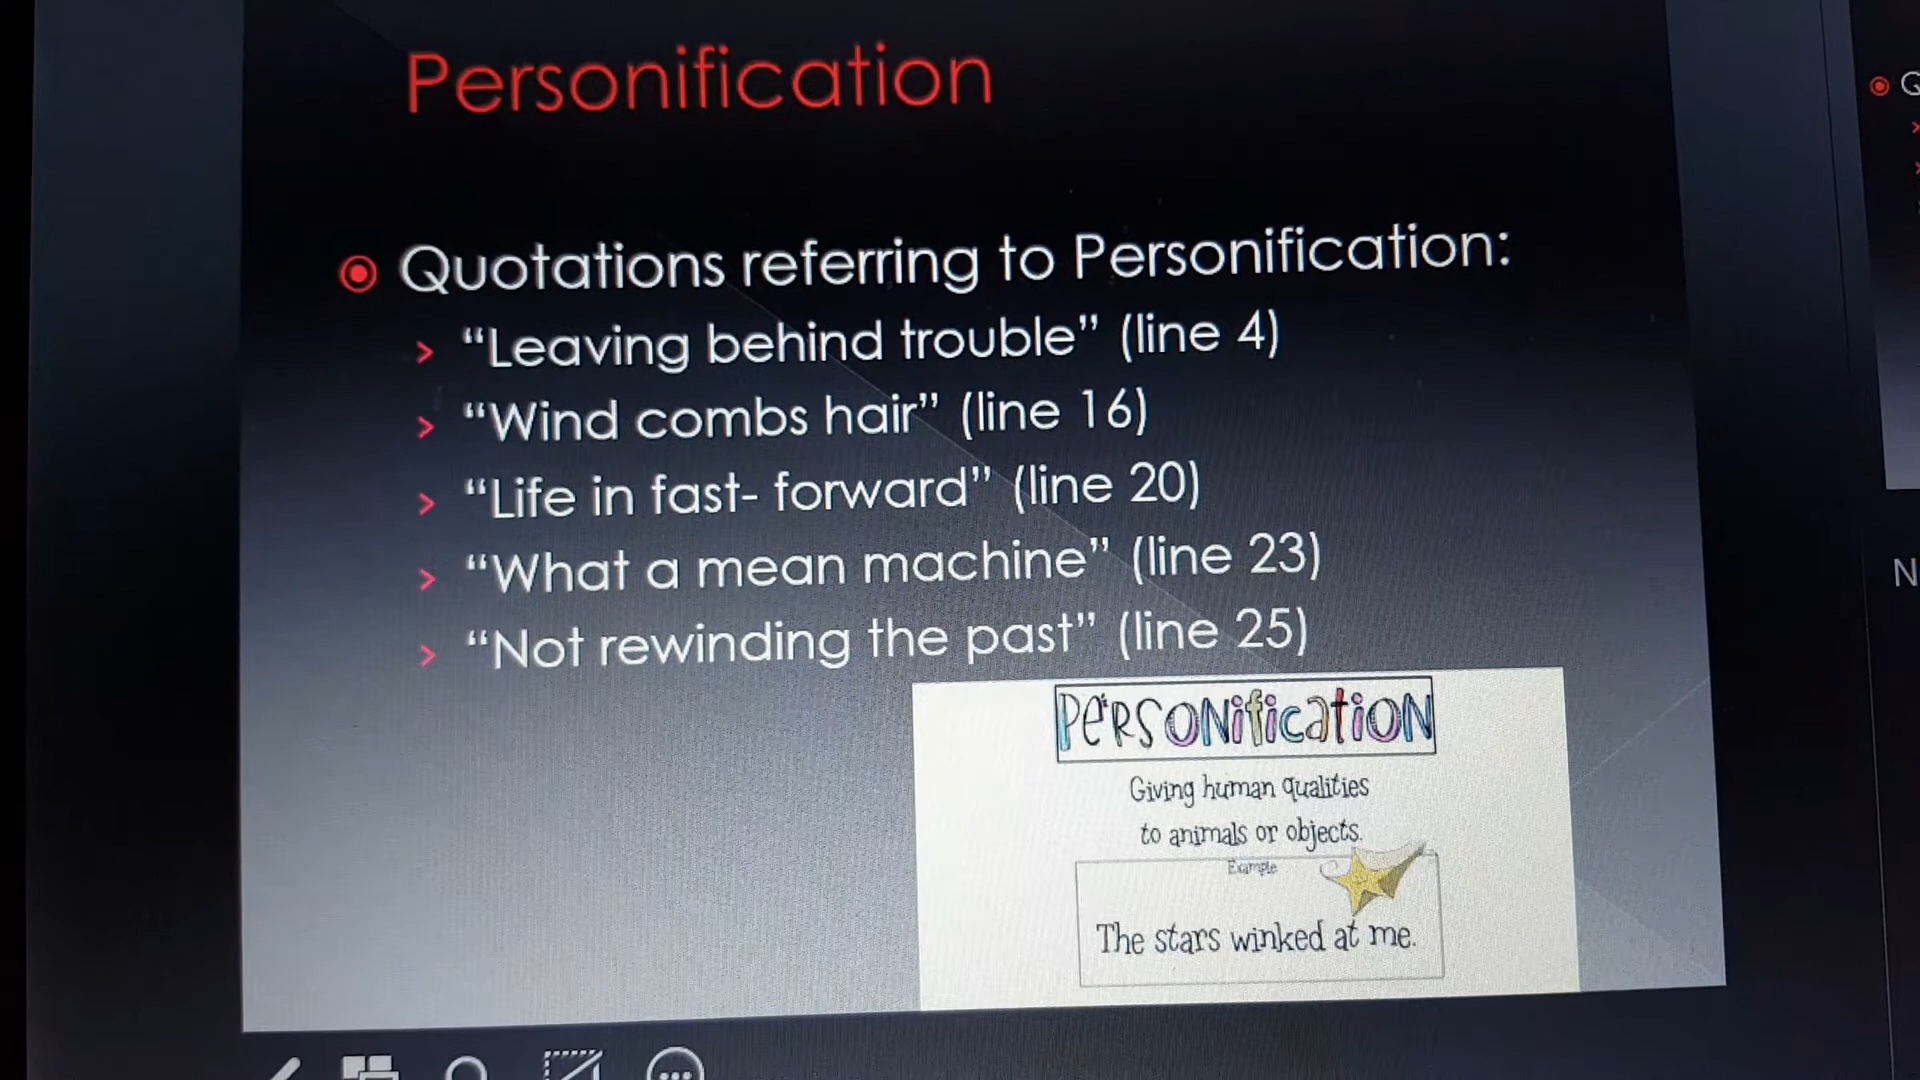 Personification
Quotations referring to Personification:
“Leaving behind trouble” (line 4)
“Wind combs hair” (line 16)
“Life in fast- forward” (line 20)
“What a mean machine” (line 23)
“Not rewinding the past” (line 25)
PERSONification
Giving human qualities
to animals or objects.
Example
The stars winked at me.
Q
N